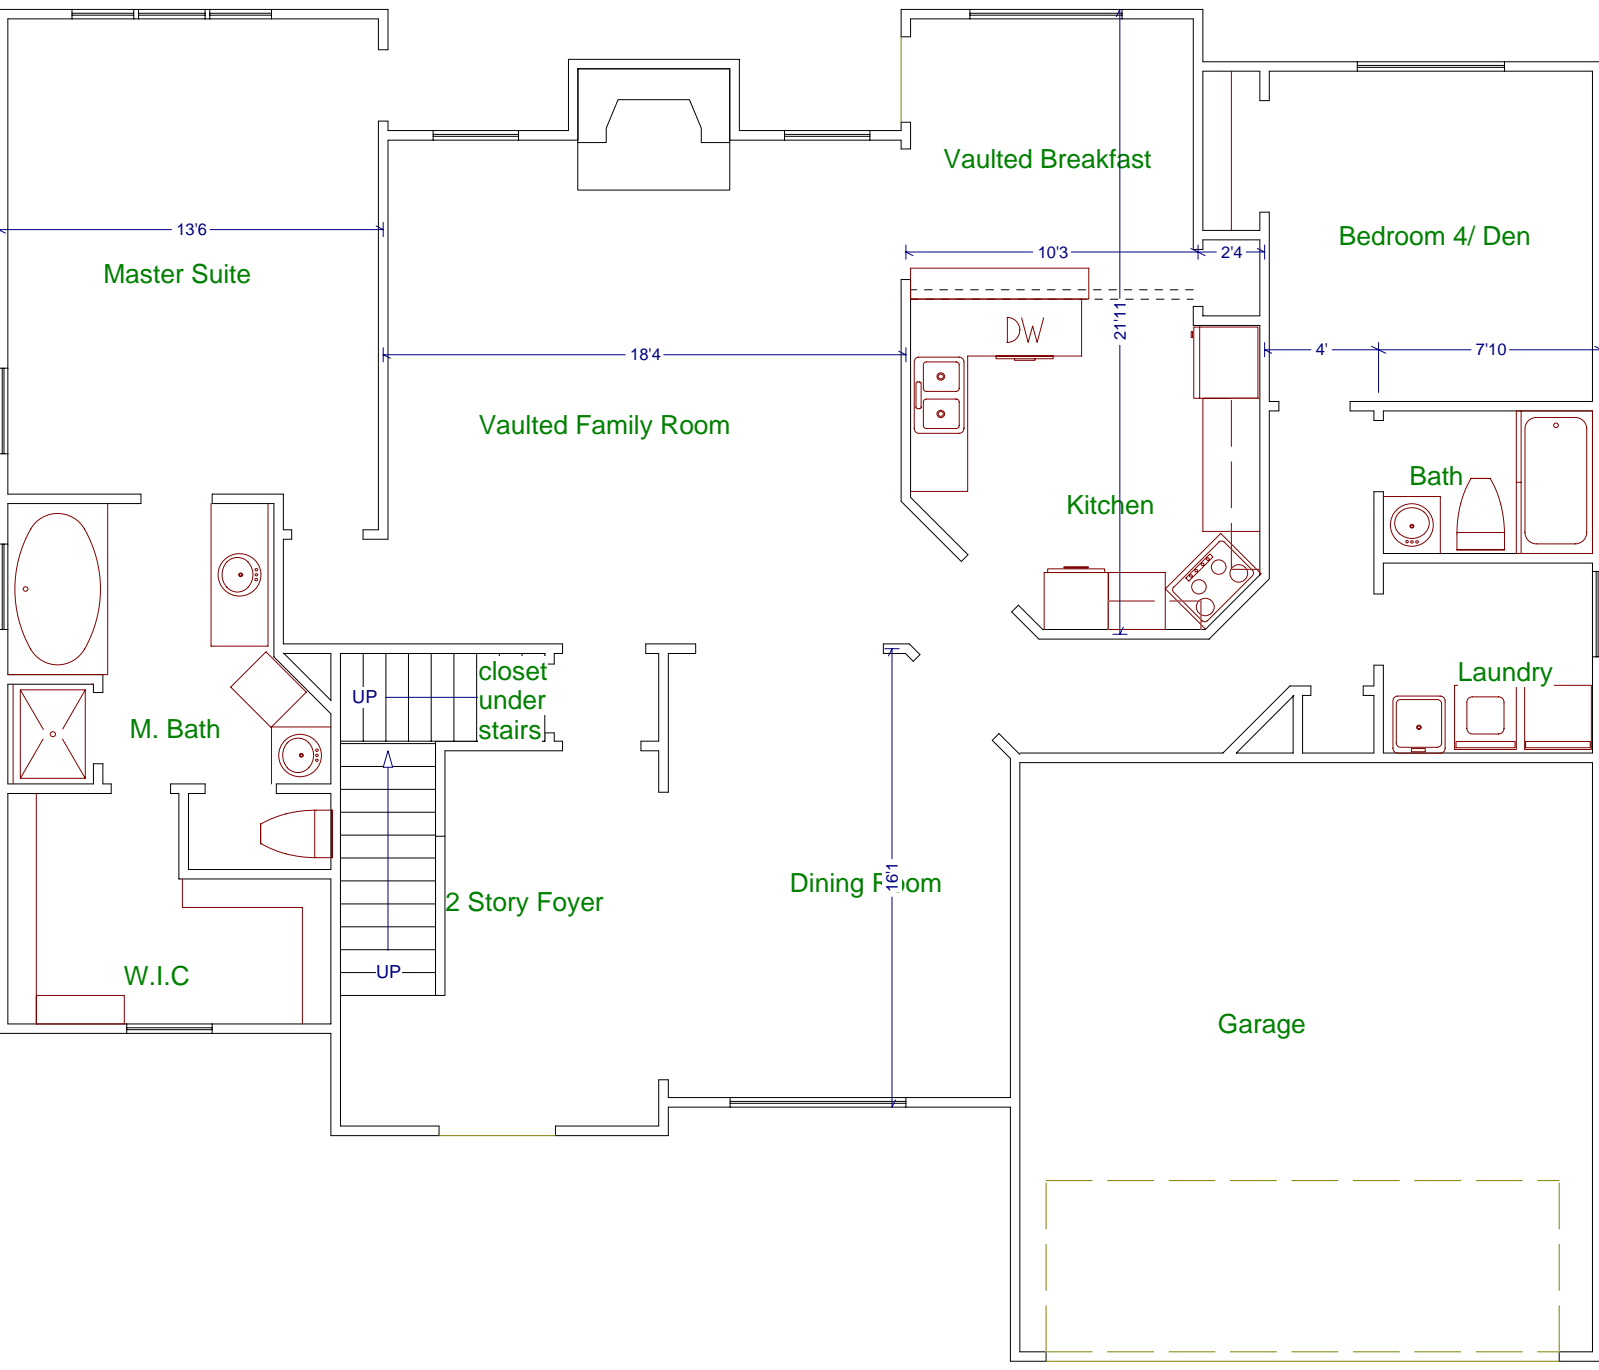 Vaulted Breakfast
13'6
Bedroom 4/ Den
10'3
2'4
Master Suite
DW
21'11
18'4
4'
7'10
Vaulted Family Room
Bath
Kitchen
closet
under
stairs
UP
Laundry
M. Bath
Dining Room
16'1
2 Story Foyer
UP
W.I.C
Garage